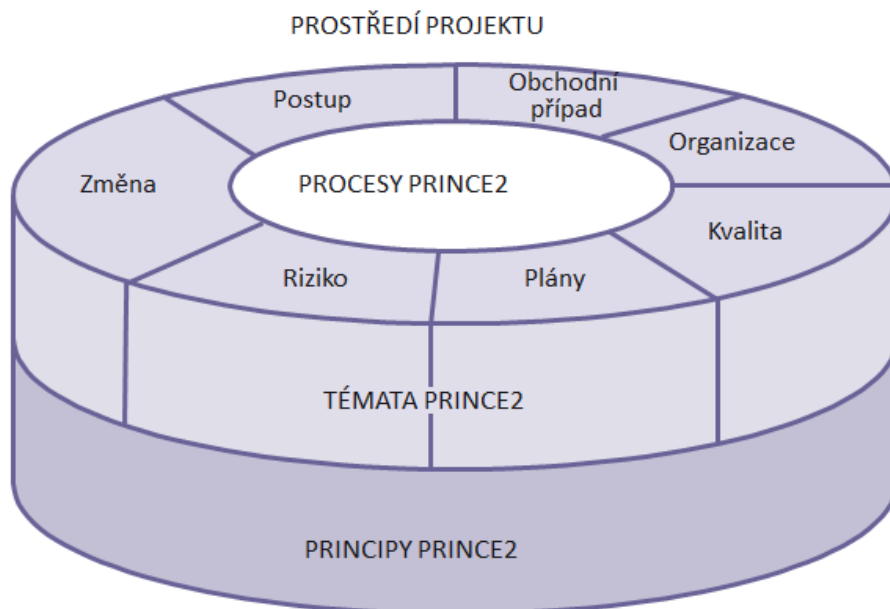 PROSTŘEDÍ PROJEKTU
Postup
Obchodní
případ
Organizace
Změna
PROCESY PRINCE2
Kvalita
Riziko
Plány
TÉMATA PRINCE2
PRINCIPY PRINCE2